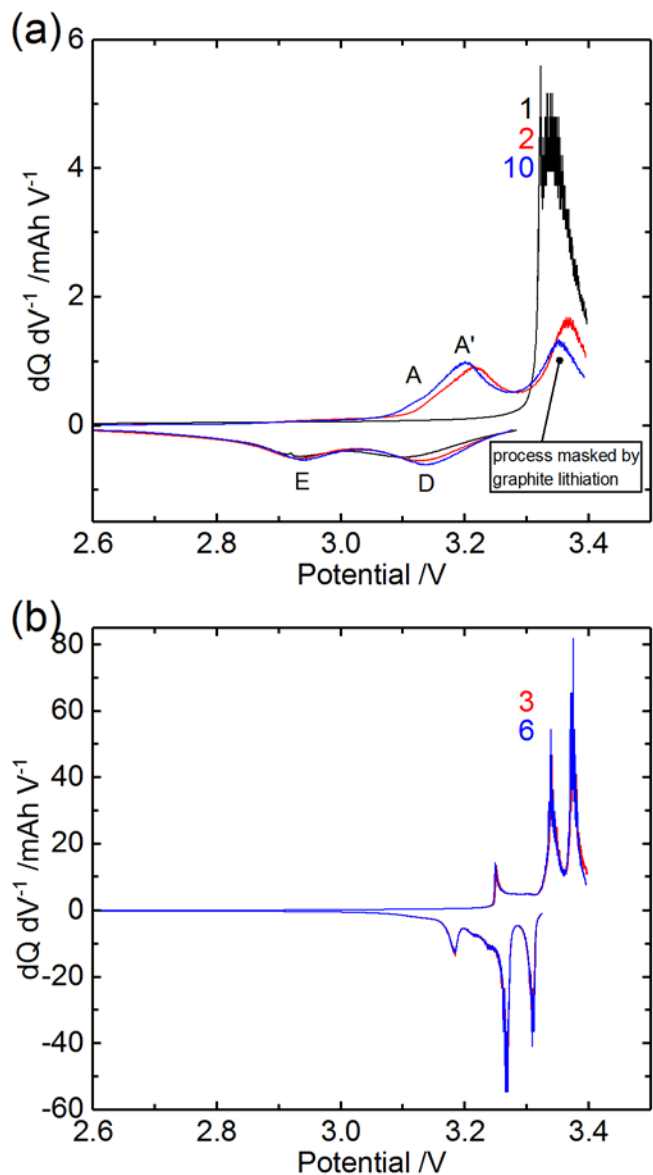 (a)
6
4
2
0
dQ dV⁻¹ /mAh V⁻¹
1
2
10
A
A'
E
D
process masked by
graphite lithiation
2.6 2.8 3.0 3.2 3.4
Potential /V
(b)
80
60
40
20
0
-20
-40
-60
dQ dV⁻¹ /mAh V⁻¹
3
6
2.6 2.8 3.0 3.2 3.4
Potential /V